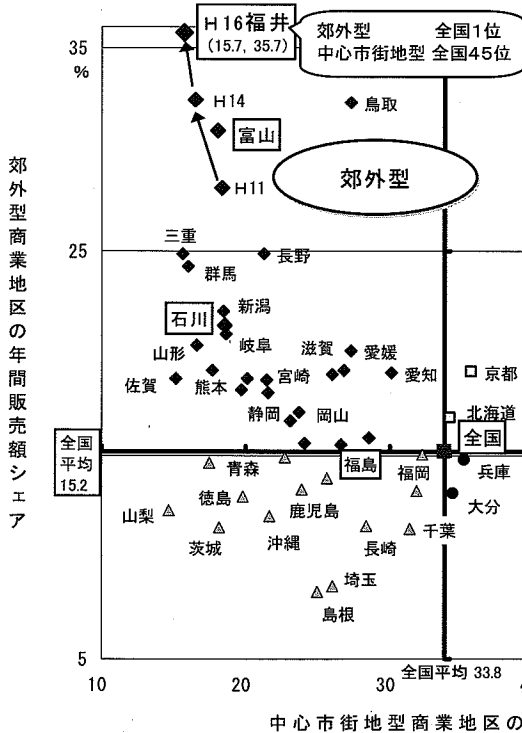 H16福井
(15.7, 35.7)
郊外型 全国1位
中心市街地型 全国45位
35
%
H14
鳥取
富山
H11
郊外型
郊外型商業地区の年間販売額シェア
三重
25
長野
群馬
新潟
石川
岐阜
山形
滋賀
愛媛
佐賀
熊本
宮崎
愛知
京都
静岡
岡山
北海道
全国
平均
15.2
全国
青森
福島
福岡
兵庫
徳島
鹿児島
大分
山梨
茨城
沖縄
長崎
千葉
埼玉
島根
5
全国平均 33.8
10
20
30
中心市街地型商業地区の